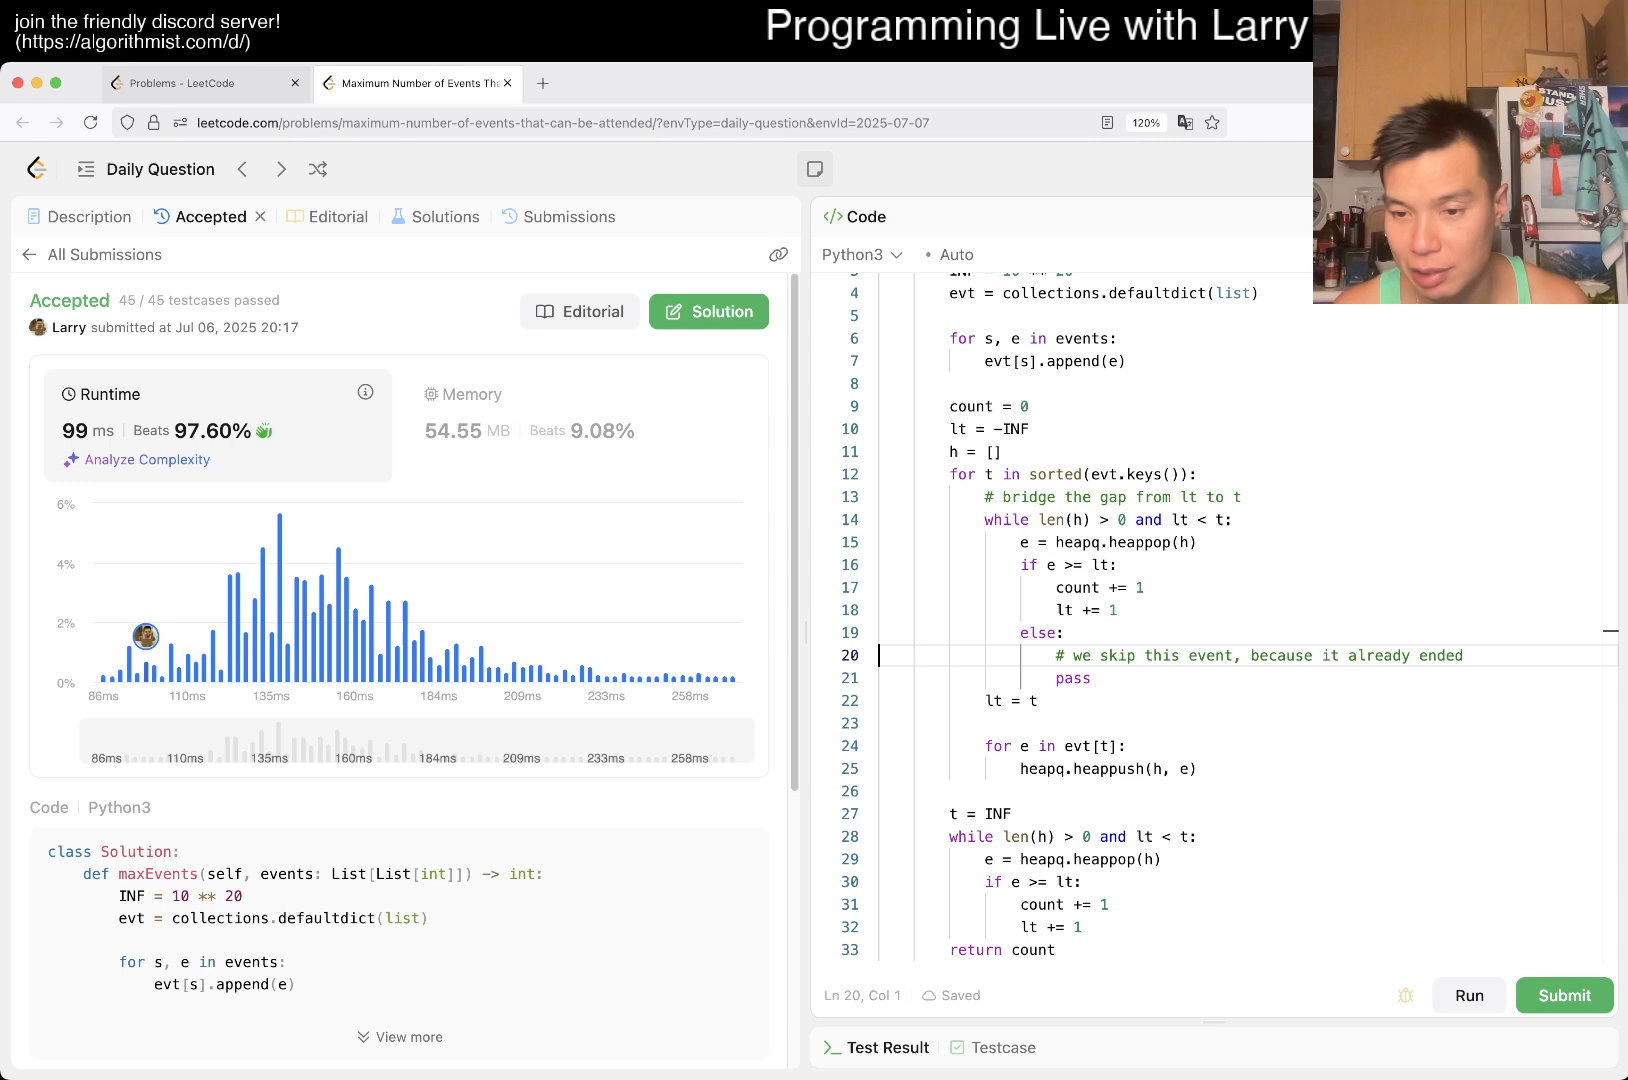 join the friendly discord server!
(https://algorithmist.com/d/)
Programming Live with Larry
Problems - LeetCode
Maximum Number of Events Tha
leetcode.com/problems/maximum-number-of-events-that-can-be-attended/?envType=daily-question&envId=2025-07-07
120%
Daily Question
Description
Accepted
Editorial
Solutions
Submissions
All Submissions
Accepted 45 / 45 testcases passed
Larry submitted at Jul 06, 2025 20:17
Editorial
Solution
Runtime
99 ms | Beats 97.60%
Analyze Complexity
Memory
54.55 MB | Beats 9.08%
6%
4%
2%
0%
86ms 110ms 135ms 160ms 184ms 209ms 233ms 258ms
86ms 110ms 135ms 160ms 184ms 209ms 233ms 258ms
Code | Python3
class Solution:
def maxEvents(self, events: List[List[int]]) -> int:
INF = 10 ** 20
evt = collections.defaultdict(list)
for s, e in events:
evt[s].append(e)
View more
</> Code
Python3
• Auto
3 INF = 10 ** 20
4 evt = collections.defaultdict(list)
5
6 for s, e in events:
7 evt[s].append(e)
8
9 count = 0
10 lt = -INF
11 h = []
12 for t in sorted(evt.keys()):
13 # bridge the gap from lt to t
14 while len(h) > 0 and lt < t:
15 e = heapq.heappop(h)
16 if e >= lt:
17 count += 1
18 lt += 1
19 else:
20 # we skip this event, because it already ended
21 pass
22 lt = t
23
24 for e in evt[t]:
25 heapq.heappush(h, e)
26
27 t = INF
28 while len(h) > 0 and lt < t:
29 e = heapq.heappop(h)
30 if e >= lt:
31 count += 1
32 lt += 1
33 return count
Ln 20, Col 1
Saved
Run
Submit
Test Result
Testcase
STAND
US